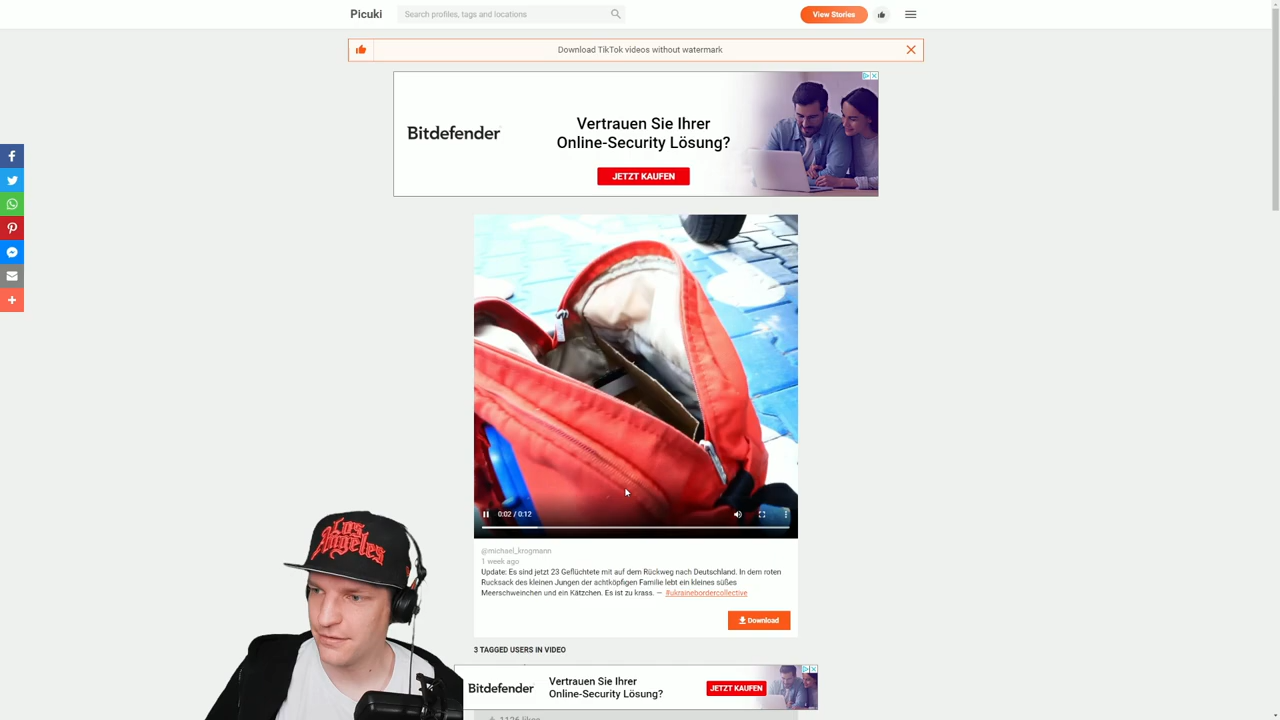 Picuki
Search profiles, tags and locations
View Stories
Download TikTok videos without watermark
Bitdefender
Vertrauen Sie Ihrer
Online-Security Lösung?
JETZT KAUFEN
0:02 / 0:12
@michael_krogmann
1 week ago
Update: Es sind jetzt 23 Geflüchtete mit auf dem Rückweg nach Deutschland. In dem roten
Rucksack des kleinen Jungen der achtköpfigen Familie lebt ein kleines süßes
Meerschweinchen und ein Kätzchen. Es ist zu krass. — #ukrainebordercollective
Download
3 TAGGED USERS IN VIDEO
Los
Angeles
Bitdefender
Vertrauen Sie Ihrer
Online-Security Lösung?
JETZT KAUFEN
1126 likes